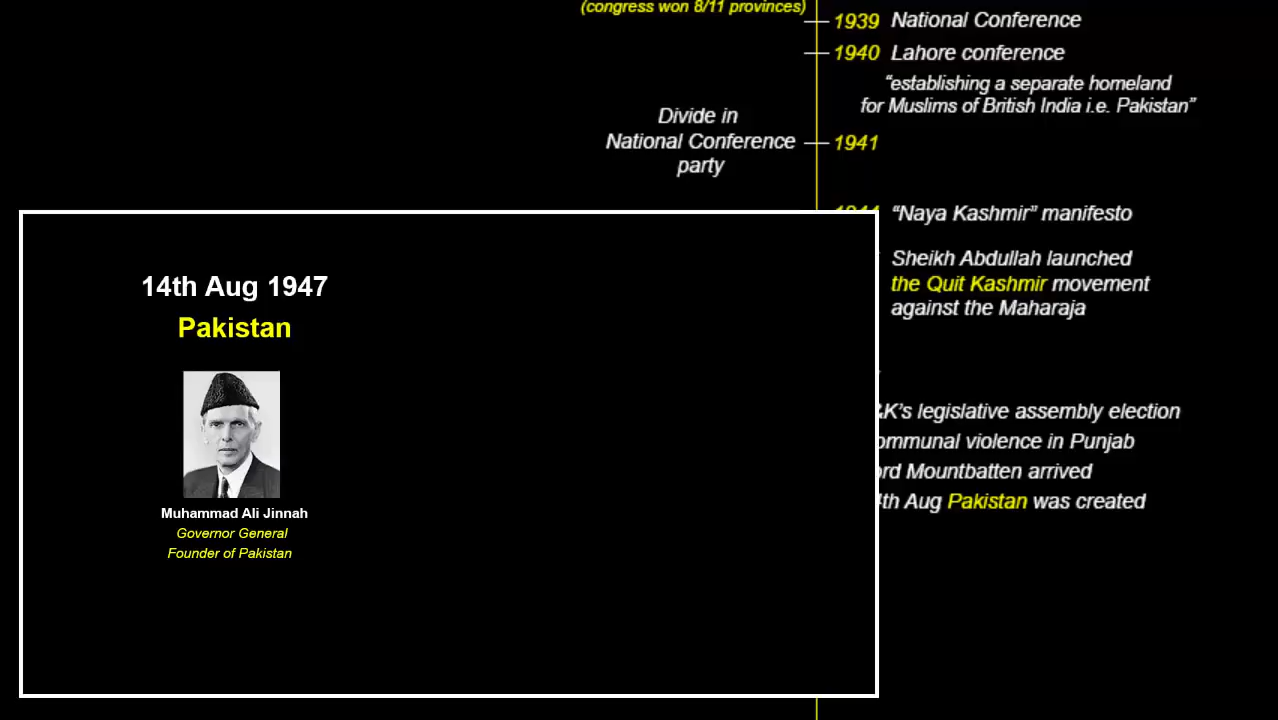 (congress won 8/11 provinces)
1939 National Conference
1940 Lahore conference
“establishing a separate homeland
for Muslims of British India i.e. Pakistan”
Divide in
National Conference
party
1941
“Naya Kashmir” manifesto
Sheikh Abdullah launched
the Quit Kashmir movement
against the Maharaja
14th Aug 1947
Pakistan
Muhammad Ali Jinnah
Governor General
Founder of Pakistan
&K’s legislative assembly election
ommunal violence in Punjab
ord Mountbatten arrived
4th Aug Pakistan was created